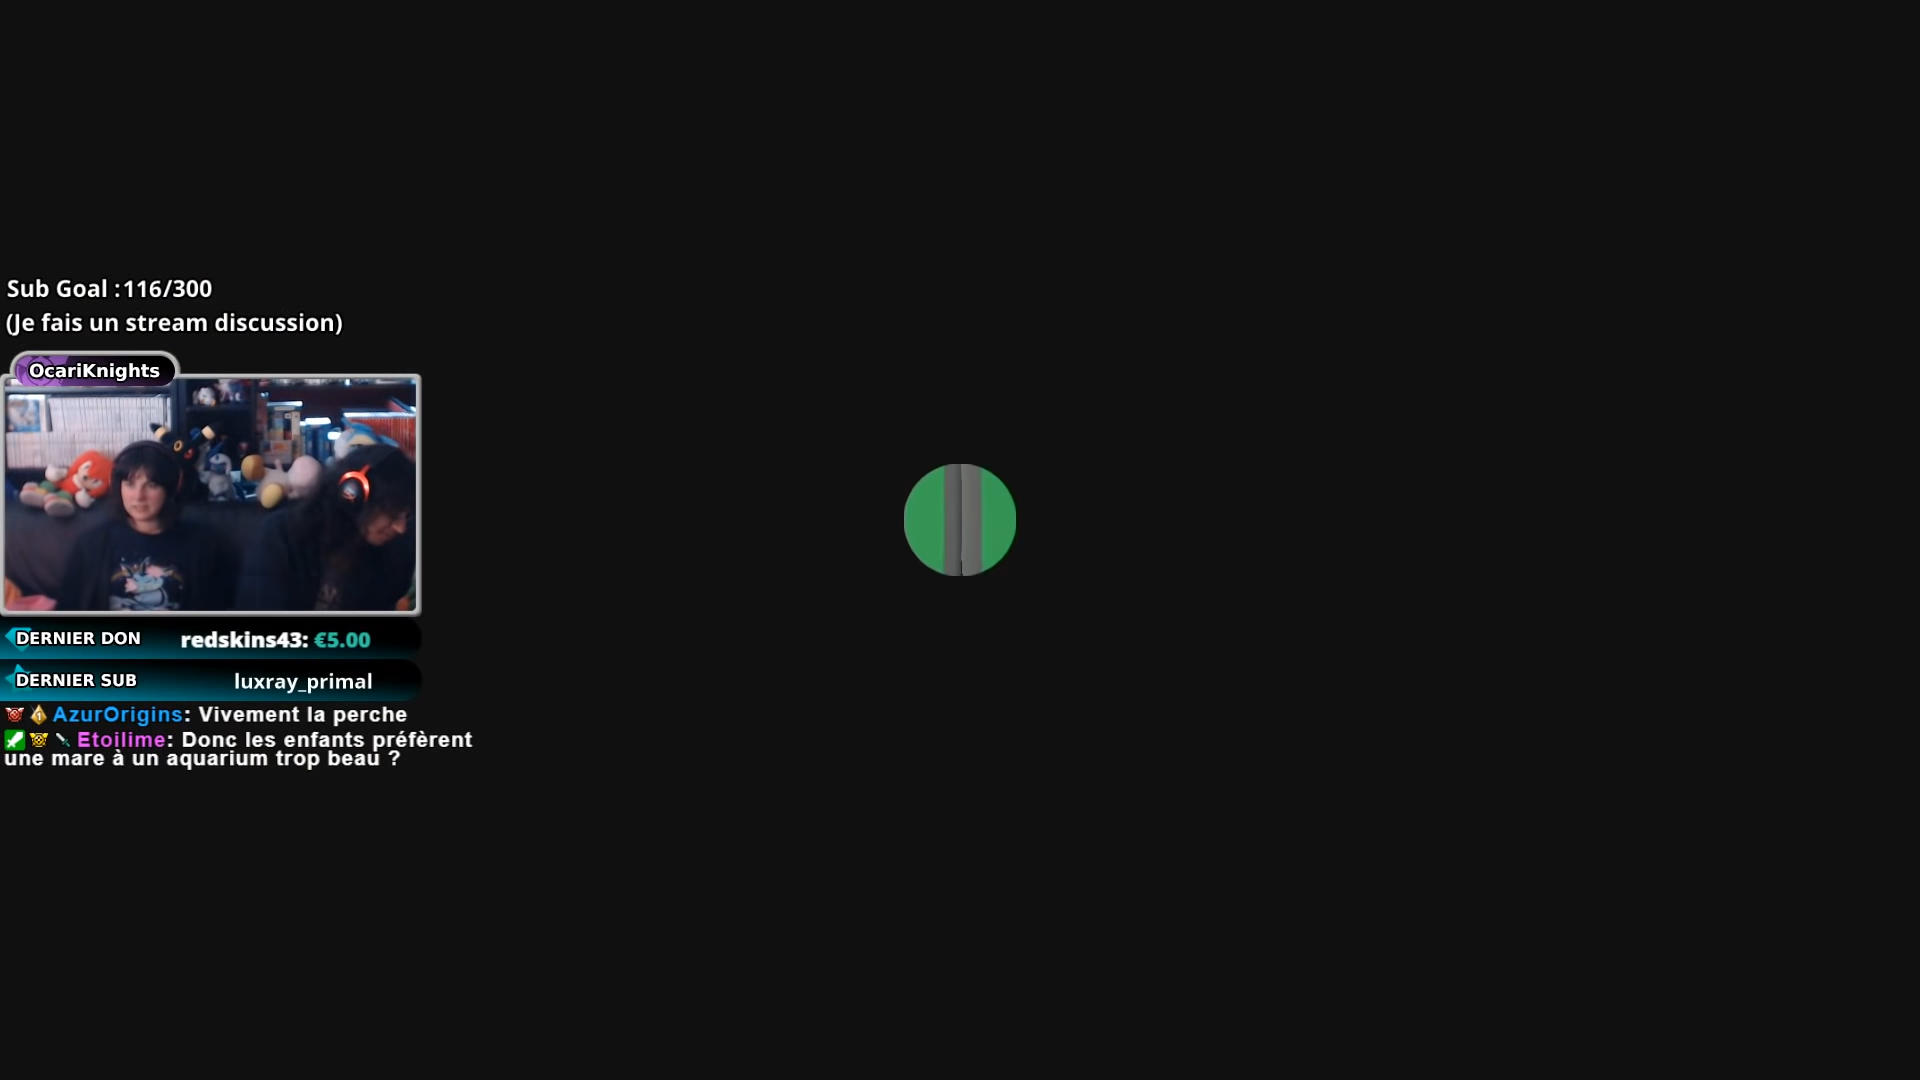 Sub Goal :116/300
(Je fais un stream discussion)
OcariKnights
DERNIER DON redskins43: €5.00
DERNIER SUB luxray_primal
AzurOrigins: Vivement la perche
Etoilime: Donc les enfants préfèrent
une mare à un aquarium trop beau ?